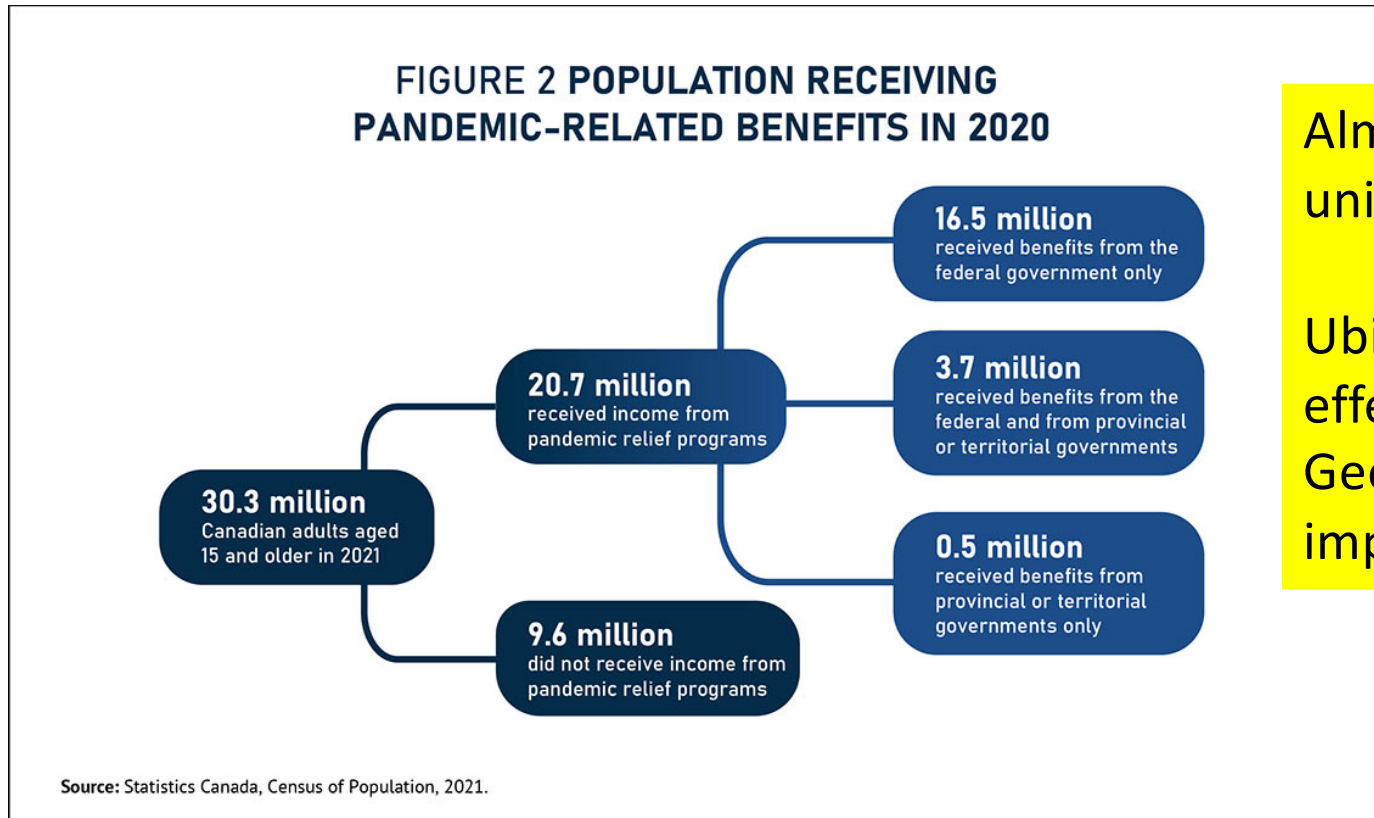 FIGURE 2 POPULATION RECEIVING
PANDEMIC-RELATED BENEFITS IN 2020
30.3 million
Canadian adults aged
15 and older in 2021
20.7 million
received income from
pandemic relief programs
9.6 million
did not receive income from
pandemic relief programs
16.5 million
received benefits from the
federal government only
3.7 million
received benefits from the
federal and from provincial
or territorial governments
0.5 million
received benefits from
provincial or territorial
governments only
Source: Statistics Canada, Census of Population, 2021.